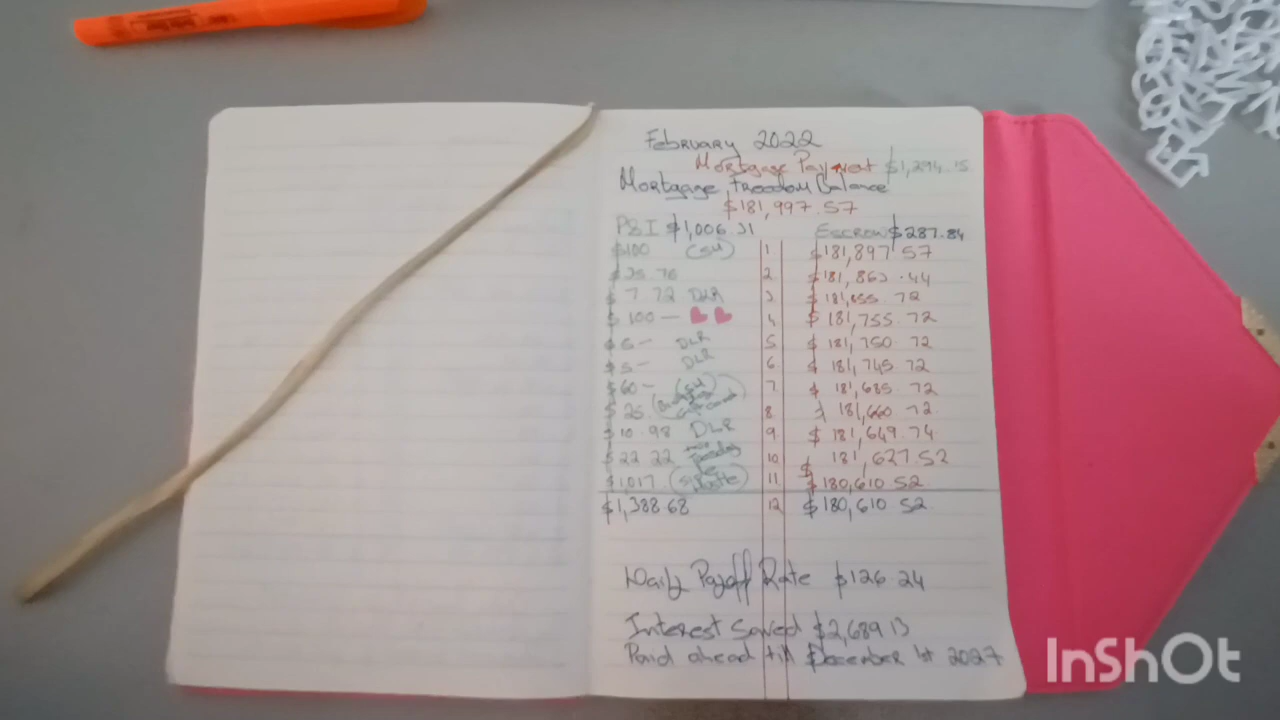 February 2022
Mortgage Payment $1,294.15
Mortgage Freedom Balance
$181,997.57
P&I $1,006.31 Escrow $287.84
$100 (SU) 1 $181,897 57
2 $181,863.44
$7.72 DLR 3 $181,855.72
$100— 4 $181,755.72
$5— DLR 5 $181,750.72
$5— DLR 6 $181,745.72
$60— (SU) 7 $181,685.72
$25. 8 $181,660 72
$10.98 DLR 9 $181,649.74
$22 22 10 $181,627.52
$1,017 11 $180,610 52
$1,388.68 12 $180,610 52
Daily Payoff Rate $126.24
Interest Saved $2,689 13
Paid ahead till December 1st 2027
InShOt